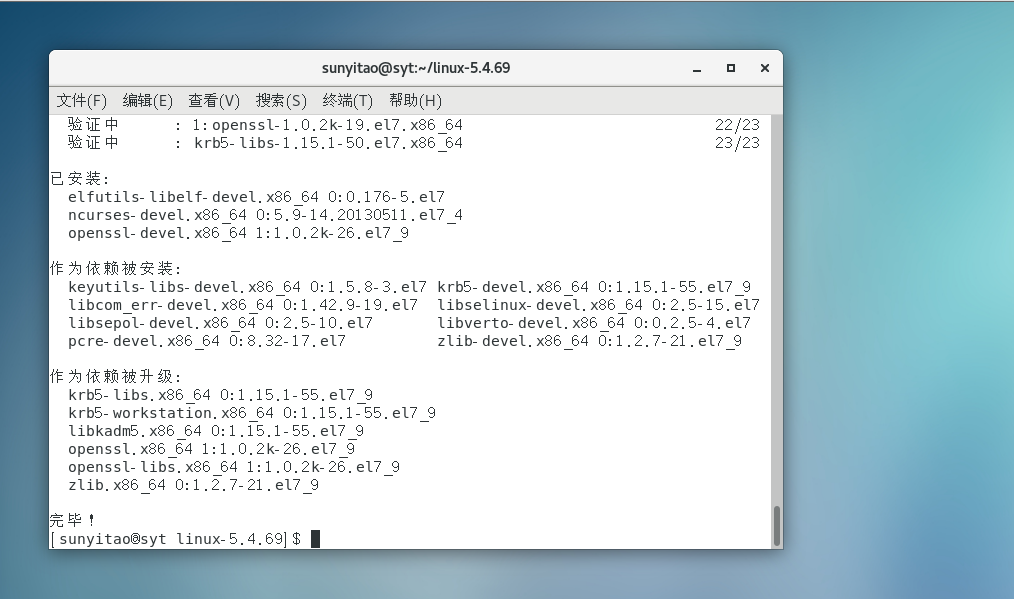 sunyitao@syt:~/linux-5.4.69
文件(F) 编辑(E) 查看(V) 搜索(S) 终端(T) 帮助(H)
验证中 : 1:openssl-1.0.2k-19.el7.x86_64 22/23
验证中 : krb5-libs-1.15.1-50.el7.x86_64 23/23
已安装:
elfutils-libelf-devel.x86_64 0:0.176-5.el7
ncurses-devel.x86_64 0:5.9-14.20130511.el7_4
openssl-devel.x86_64 1:1.0.2k-26.el7_9
作为依赖被安装:
keyutils-libs-devel.x86_64 0:1.5.8-3.el7 krb5-devel.x86_64 0:1.15.1-55.el7_9
libcom_err-devel.x86_64 0:1.42.9-19.el7 libselinux-devel.x86_64 0:2.5-15.el7
libsepol-devel.x86_64 0:2.5-10.el7 libverto-devel.x86_64 0:0.2.5-4.el7
pcre-devel.x86_64 0:8.32-17.el7 zlib-devel.x86_64 0:1.2.7-21.el7_9
作为依赖被升级:
krb5-libs.x86_64 0:1.15.1-55.el7_9
krb5-workstation.x86_64 0:1.15.1-55.el7_9
libkadm5.x86_64 0:1.15.1-55.el7_9
openssl.x86_64 1:1.0.2k-26.el7_9
openssl-libs.x86_64 1:1.0.2k-26.el7_9
zlib.x86_64 0:1.2.7-21.el7_9
完毕！
[sunyitao@syt linux-5.4.69]$